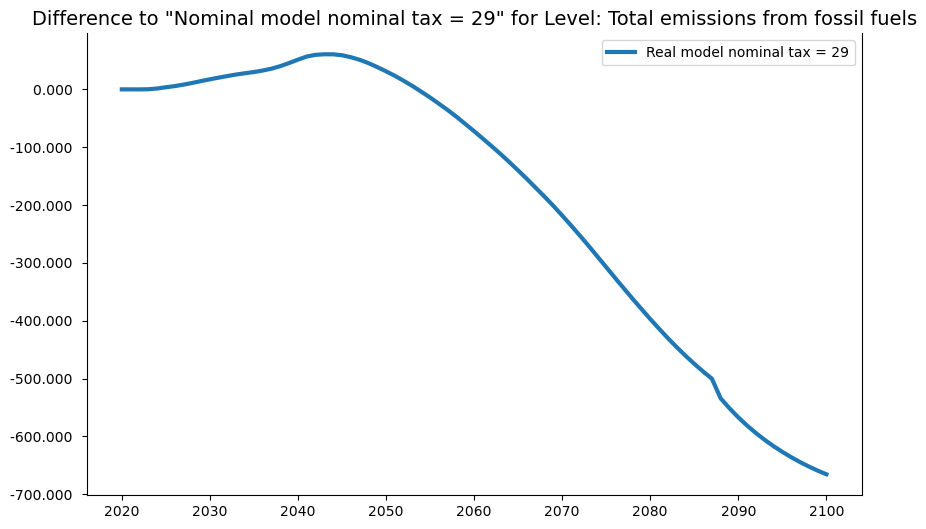 Difference to "Nominal model nominal tax = 29" for Level: Total emissions from fossil fuels
Real model nominal tax = 29
0.000
-100.000
-200.000
-300.000
-400.000
-500.000
-600.000
-700.000
2020 2030 2040 2050 2060 2070 2080 2090 2100